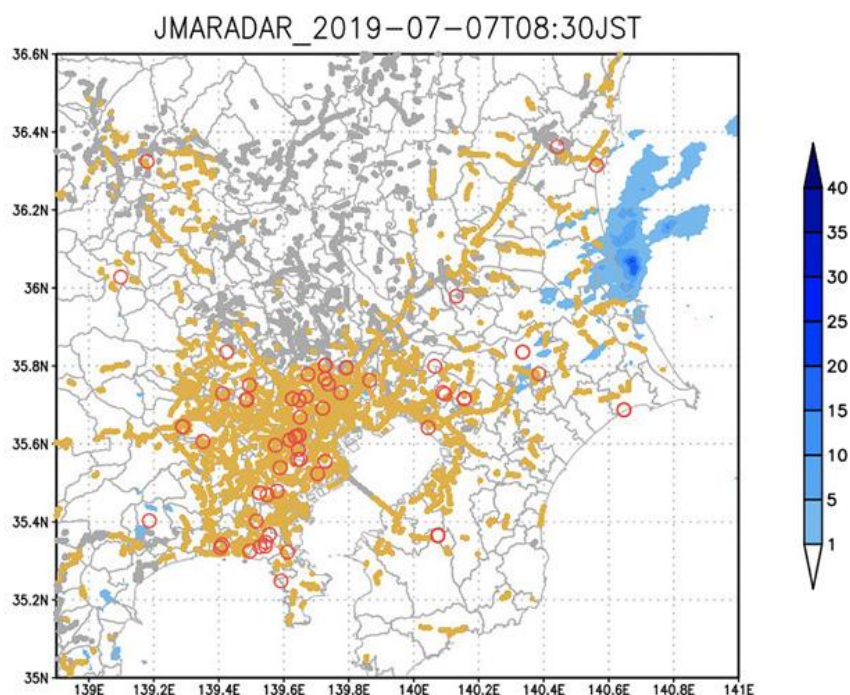 JMARADAR_2019-07-07T08:30JST
36.6N
36.4N
36.2N
36N
35.8N
35.6N
35.4N
35.2N
35N
139E 139.2E 139.4E 139.6E 139.8E 140E 140.2E 140.4E 140.6E 140.8E 141E
40
35
30
25
20
15
10
5
1